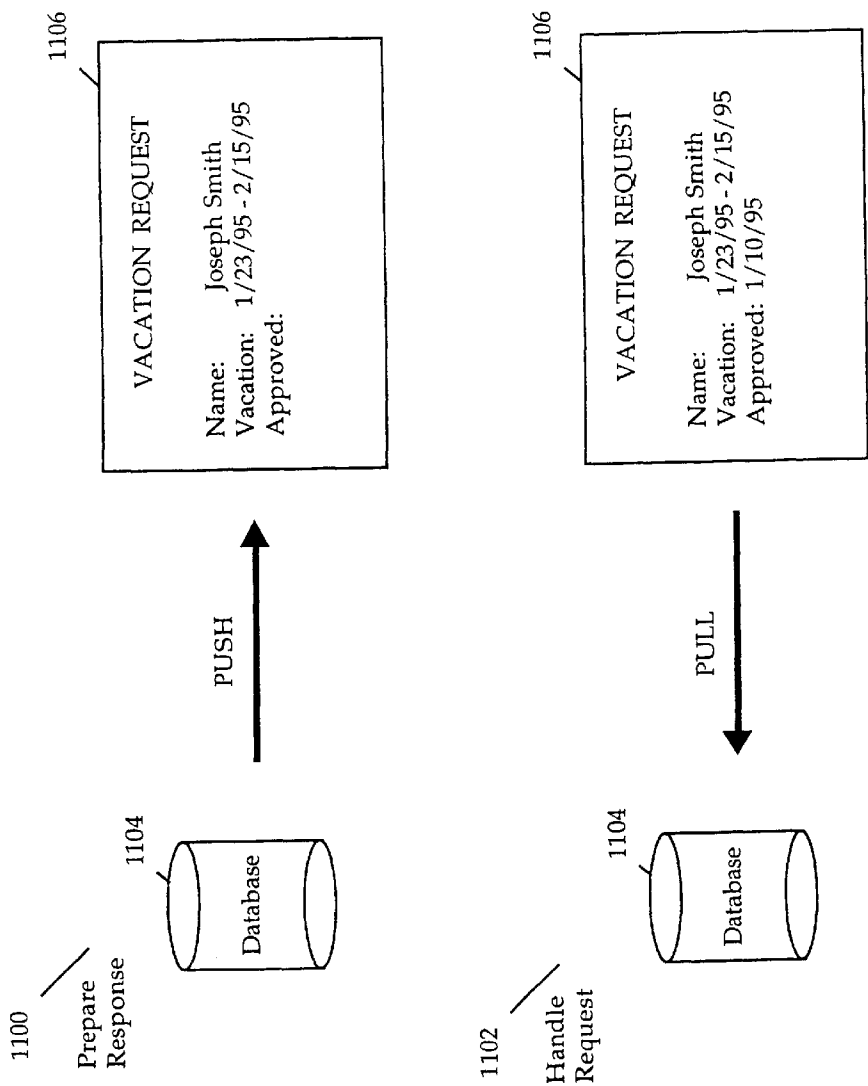 1100
Prepare
Response
1104
Database
PUSH
1106
VACATION REQUEST
Name: Joseph Smith
Vacation: 1/23/95 - 2/15/95
Approved:
1102
Handle
Request
1104
Database
PULL
1106
VACATION REQUEST
Name: Joseph Smith
Vacation: 1/23/95 - 2/15/95
Approved: 1/10/95